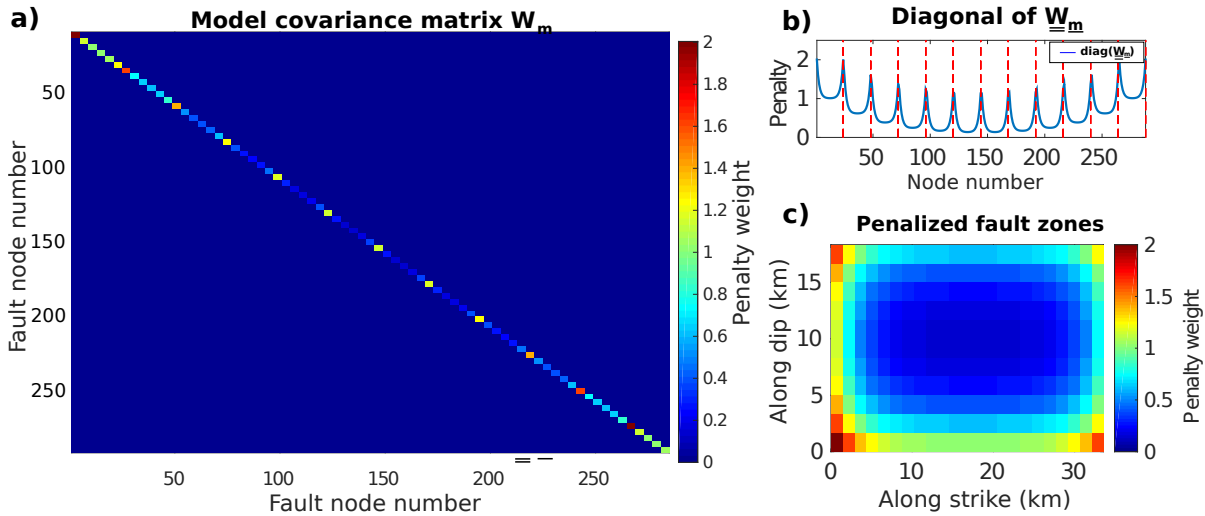 a)
Model covariance matrix W_m
Fault node number
50
100
150
200
250
50
100
150
200
250
Fault node number
2
1.8
1.6
1.4
1.2
1
0.8
0.6
0.4
0.2
0
Penalty weight
b)
Diagonal of W_m
diag(W_m)
Penalty
2
1
0
50
100
150
200
250
Node number
c)
Penalized fault zones
Along dip (km)
15
10
5
0
0
10
20
30
Along strike (km)
2
1.5
1
0.5
0
Penalty weight